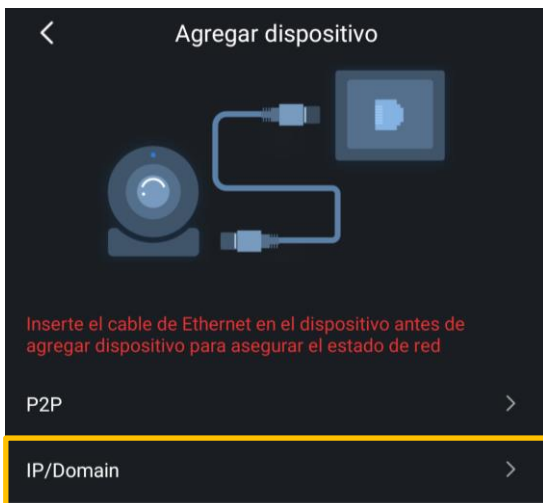 Agregar dispositivo
Inserte el cable de Ethernet en el dispositivo antes de
agregar dispositivo para asegurar el estado de red
P2P
IP/Domain